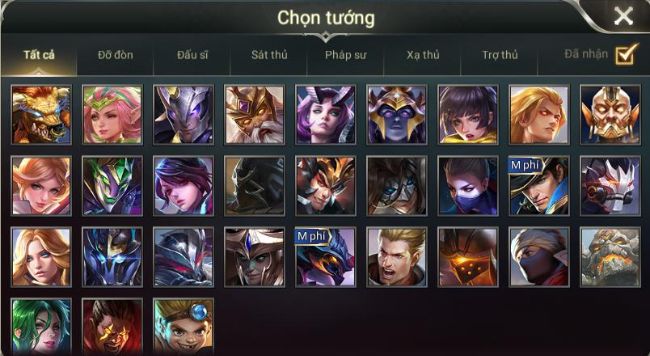 Chọn tướng
Tất cả Đỡ đòn Đấu sĩ Sát thủ Pháp sư Xạ thủ Trợ thủ Đã nhận
M phí
M phí